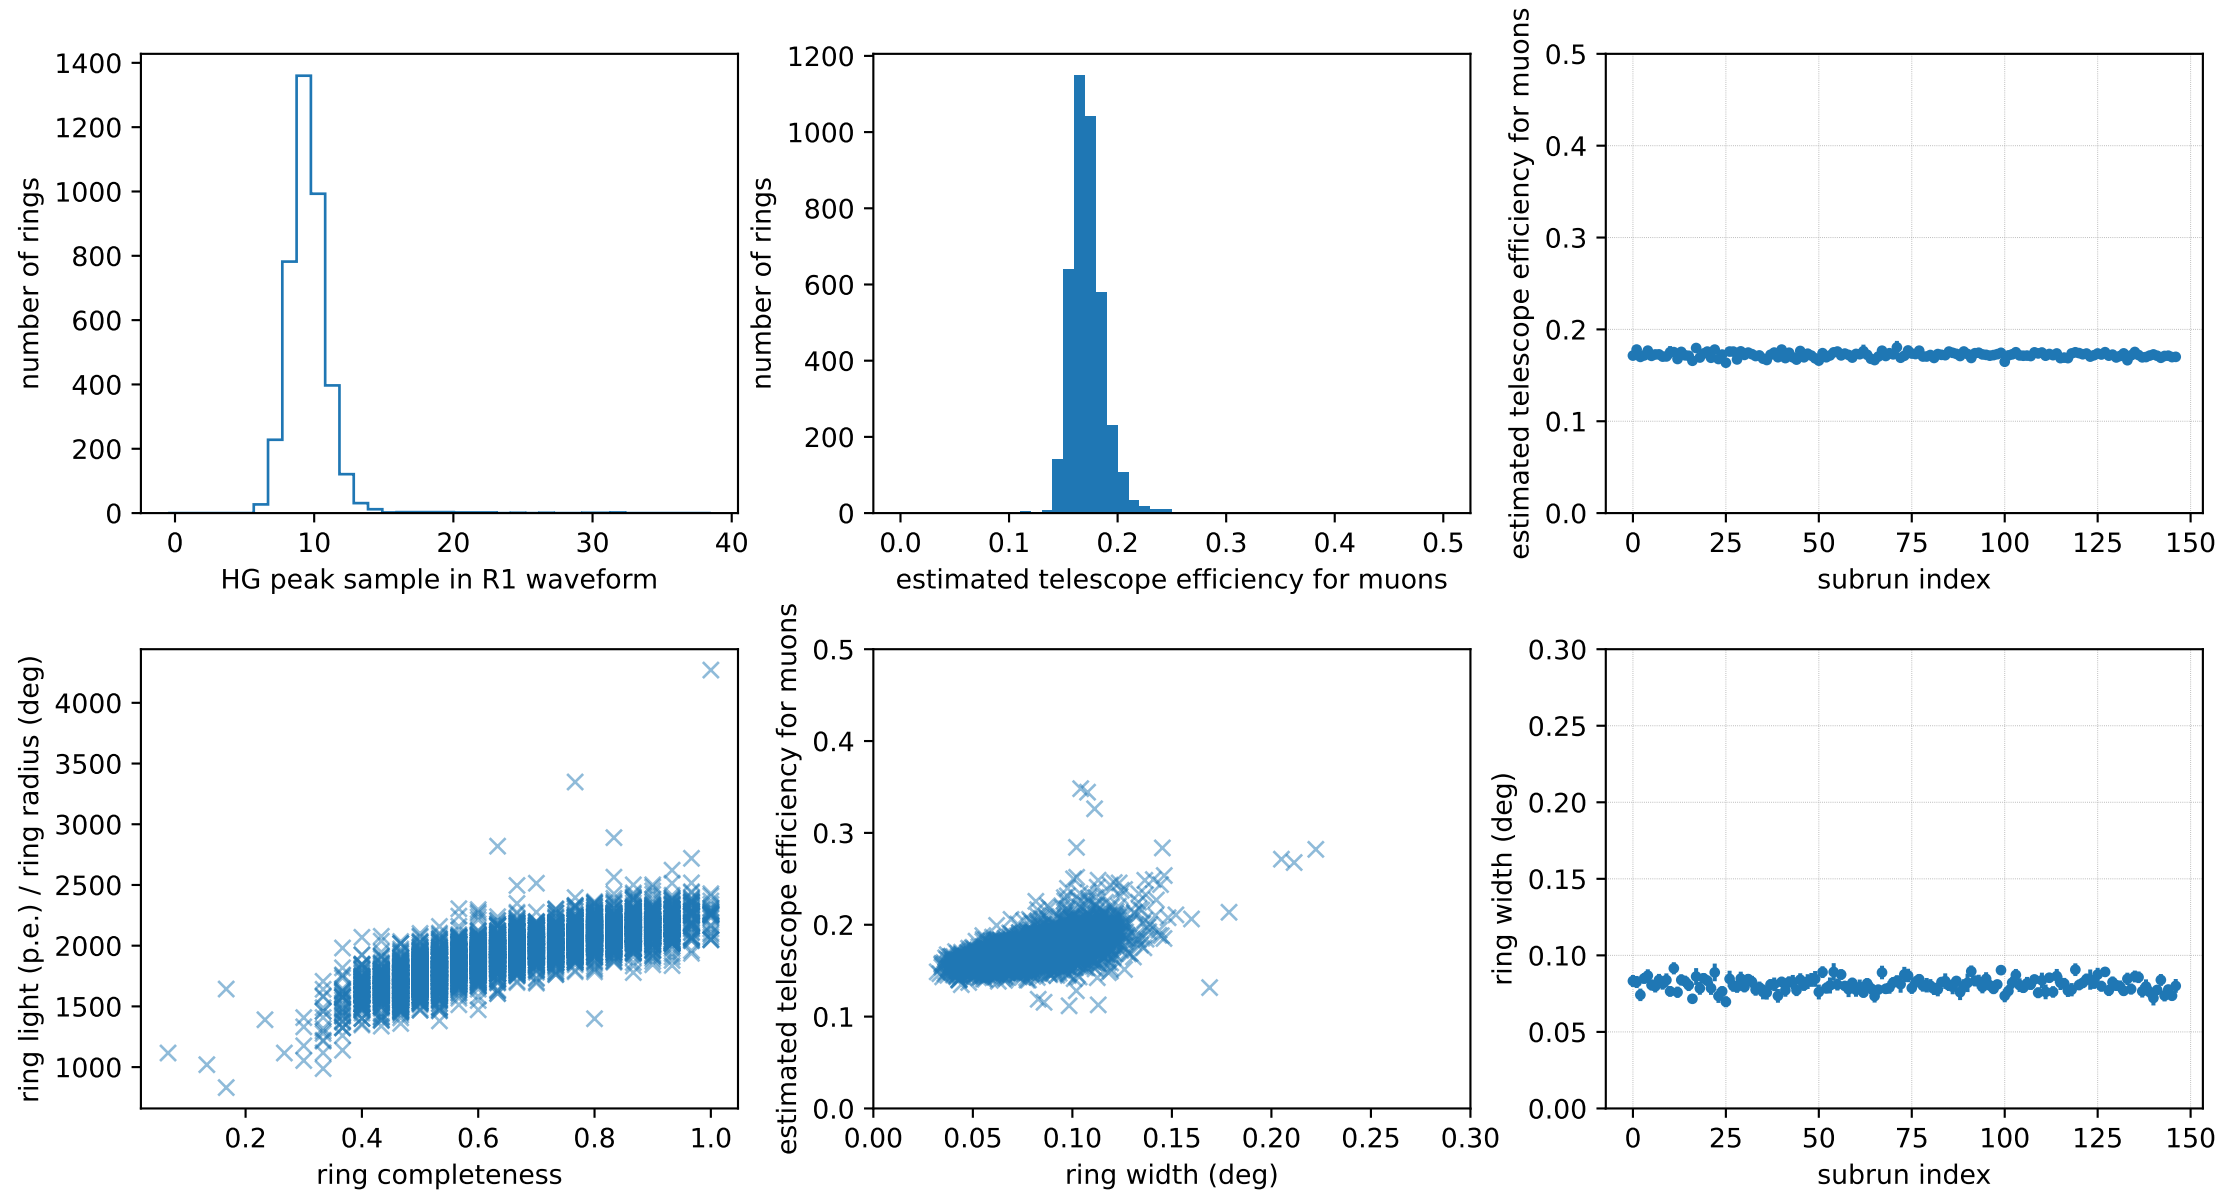 1400
1200
1000
800
600
400
200
0
number of rings
0 10 20 30 40
HG peak sample in R1 waveform
1200
1000
800
600
400
200
0
number of rings
0.0 0.1 0.2 0.3 0.4 0.5
estimated telescope efficiency for muons
0.5
0.4
0.3
0.2
0.1
0.0
estimated telescope efficiency for muons
0 25 50 75 100 125 150
subrun index
4000
3500
3000
2500
2000
1500
1000
ring light (p.e.) / ring radius (deg)
0.2 0.4 0.6 0.8 1.0
ring completeness
0.5
0.4
0.3
0.2
0.1
0.0
estimated telescope efficiency for muons
0.00 0.05 0.10 0.15 0.20 0.25 0.30
ring width (deg)
0.30
0.25
0.20
0.15
0.10
0.05
0.00
ring width (deg)
0 25 50 75 100 125 150
subrun index